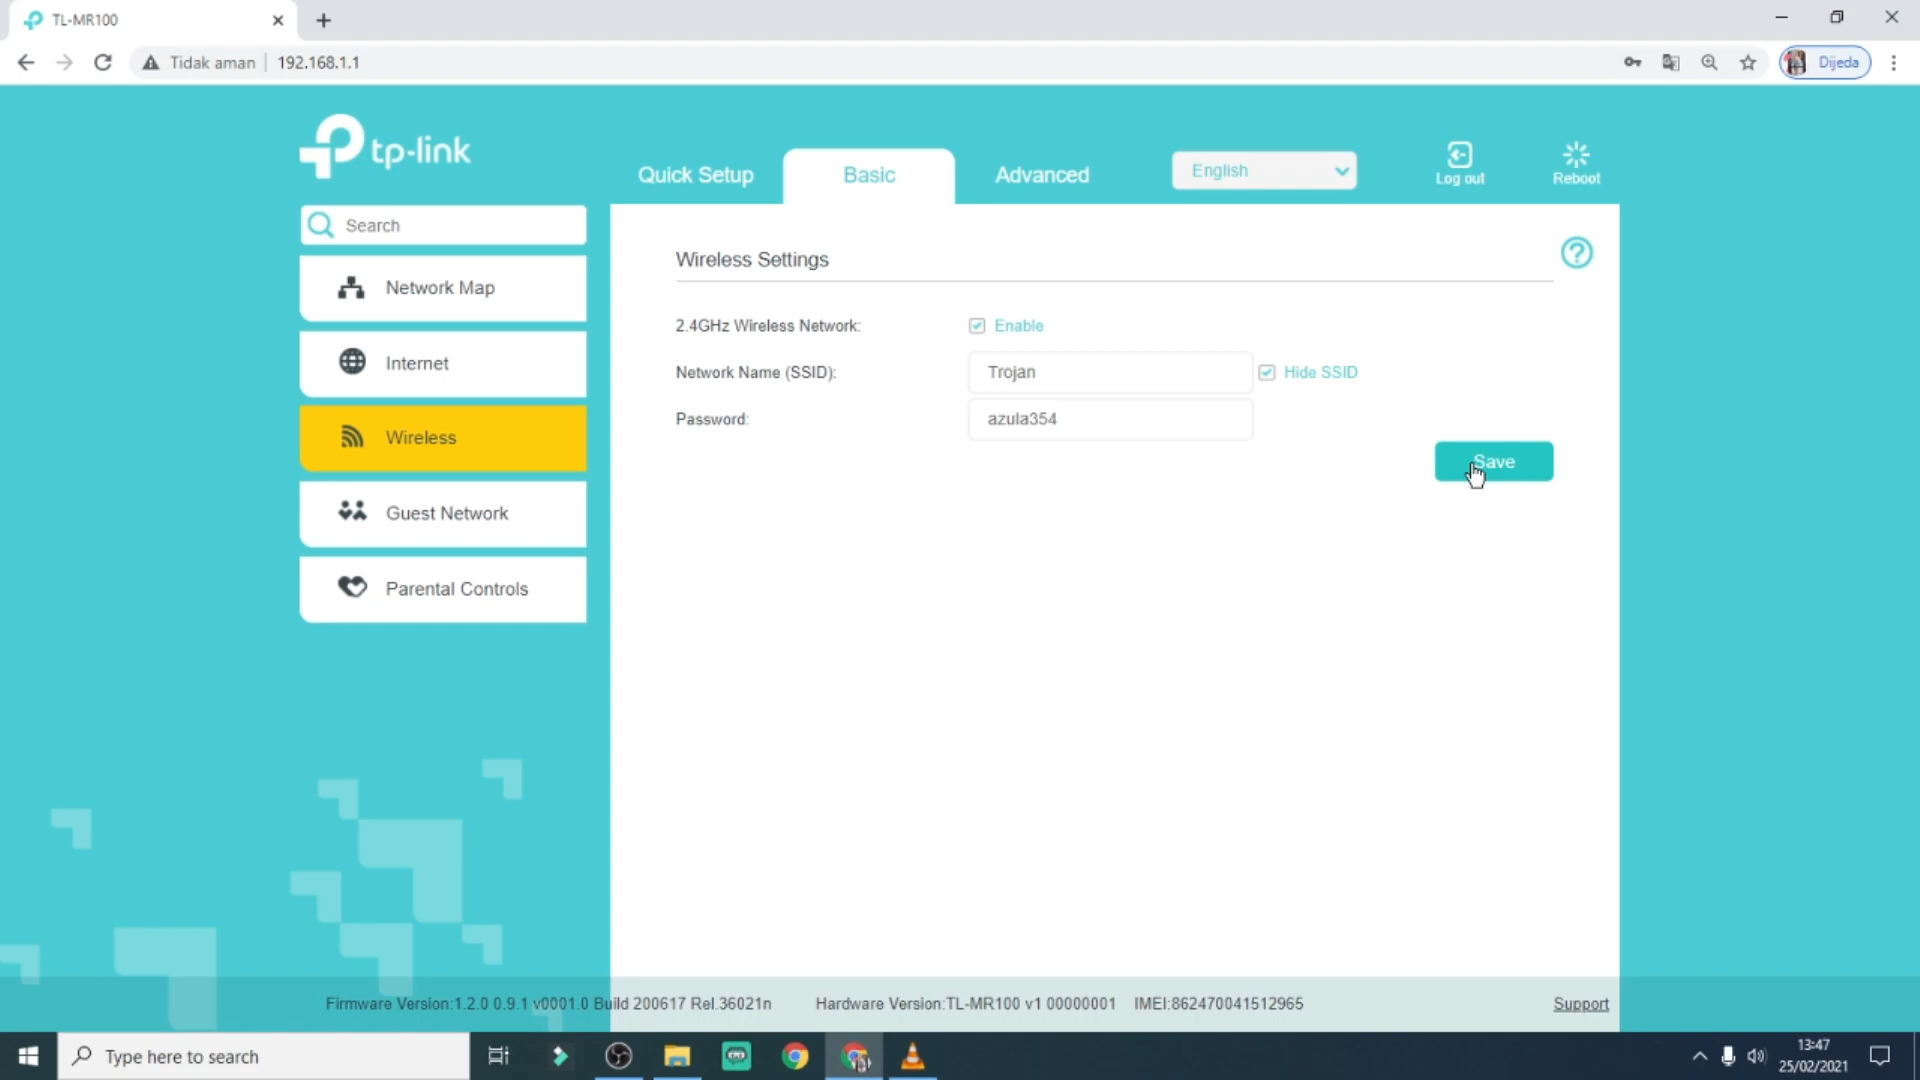 TL-MR100
Tidak aman
192.168.1.1
Dijeda
tp-link
Quick Setup
Basic
Advanced
English
Log out
Reboot
Search
Network Map
Internet
Wireless
Guest Network
Parental Controls
Wireless Settings
2.4GHz Wireless Network:
Enable
Network Name (SSID):
Trojan
Hide SSID
Password:
azula354
Save
Firmware Version:1.2.0 0.9.1 v0001.0 Build 200617 Rel.36021n
Hardware Version:TL-MR100 v1 00000001
IMEI:862470041512965
Support
Type here to search
13:47
25/02/2021